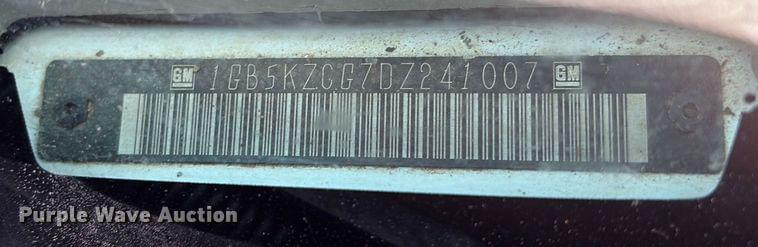 GM 1GB5KZCG7DZ241007 GM
Purple Wave Auction